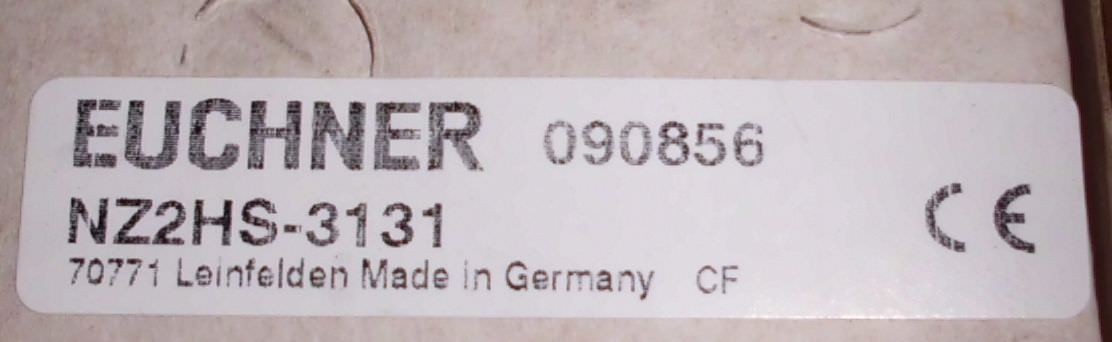 EUCHNER 090856
NZ2HS-3131 CE
70771 Leinfelden Made in Germany CF